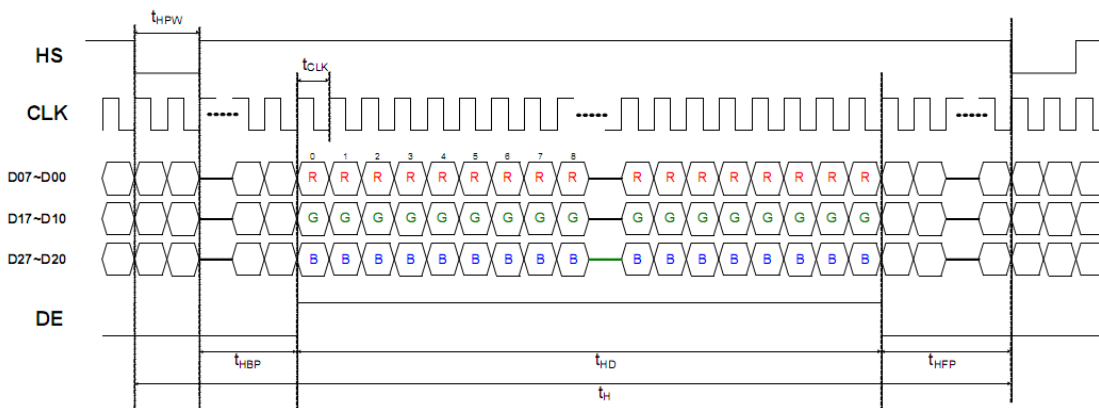 tHPW
HS
tCLK
CLK
0 1 2 3 4 5 6 7 8
D07~D00 R R R R R R R R R R R R R R R R R
D17~D10 G G G G G G G G G G G G G G G G G
D27~D20 B B B B B B B B B B B B B B B B B
DE
tHBP tHD tHFP
tH